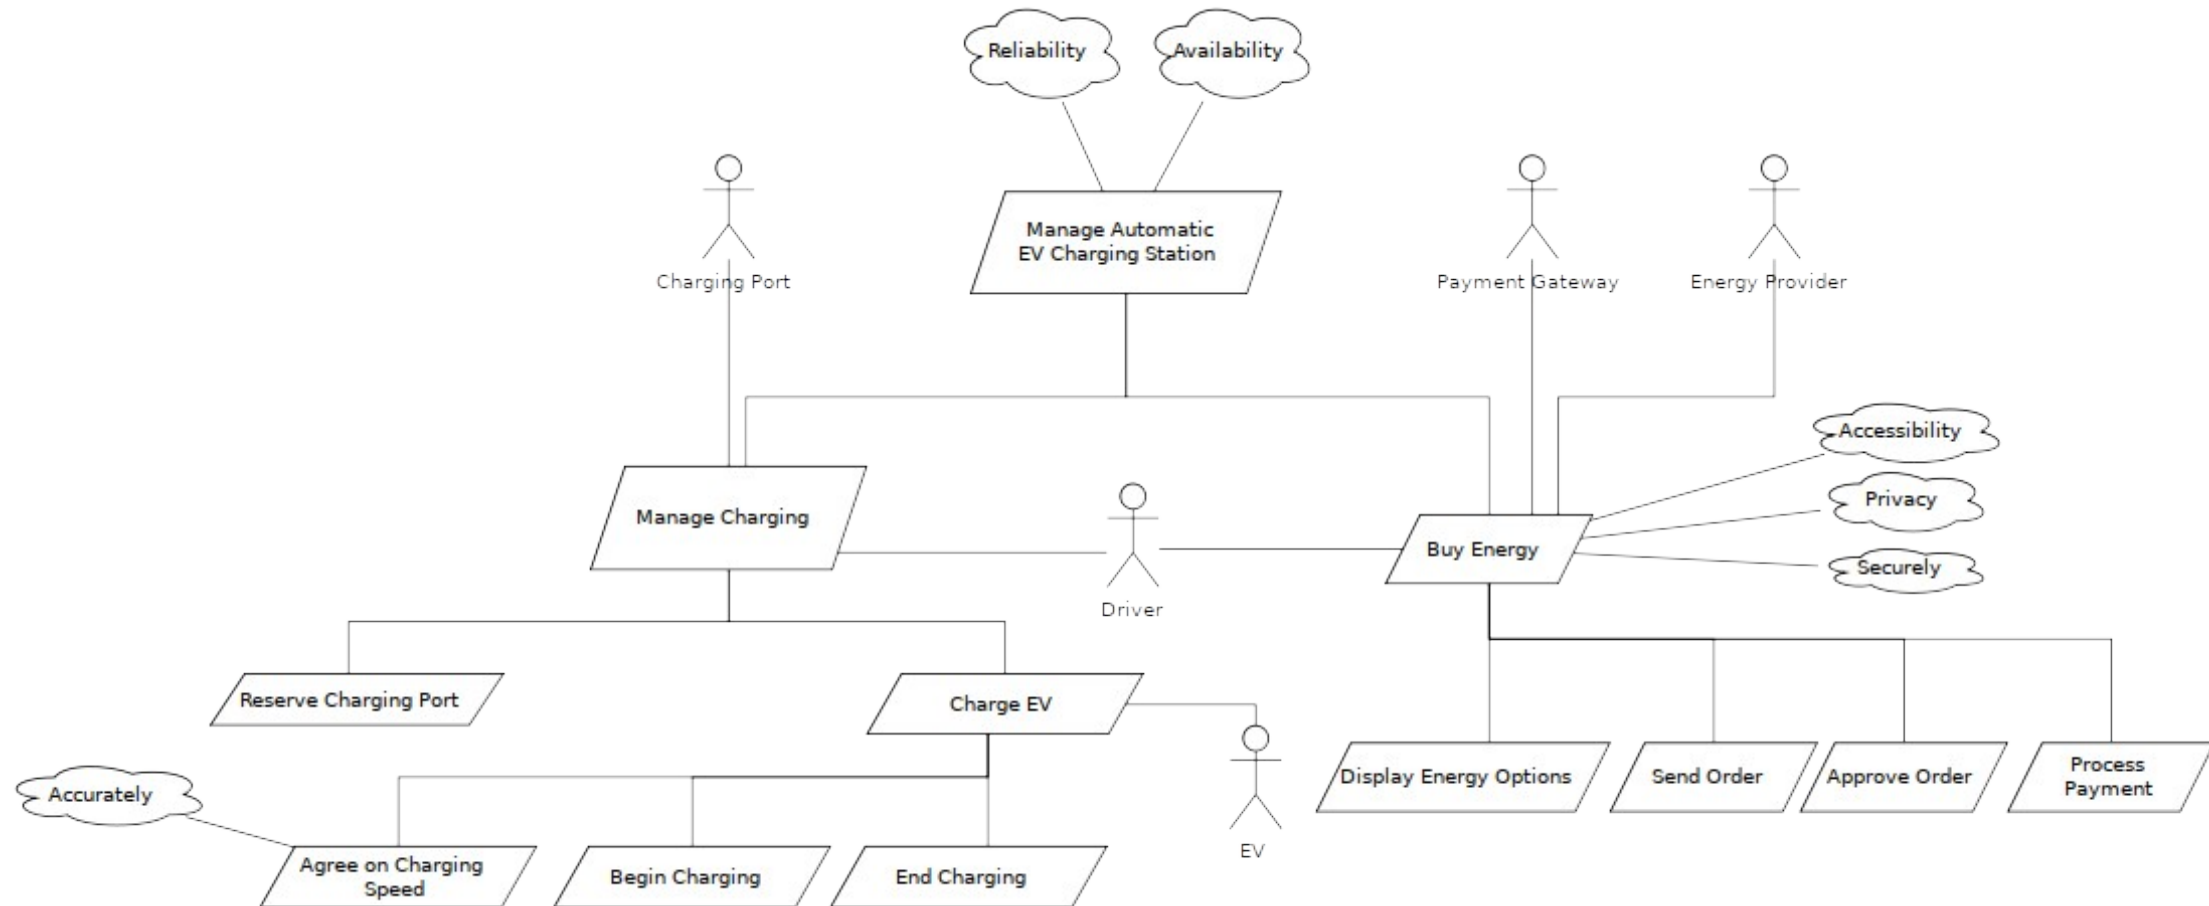 Reliability
Availability
Manage Automatic
EV Charging Station
Charging Port
Payment Gateway
Energy Provider
Accessibility
Privacy
Securely
Manage Charging
Driver
Buy Energy
Reserve Charging Port
Charge EV
EV
Display Energy Options
Send Order
Approve Order
Process
Payment
Accurately
Agree on Charging
Speed
Begin Charging
End Charging